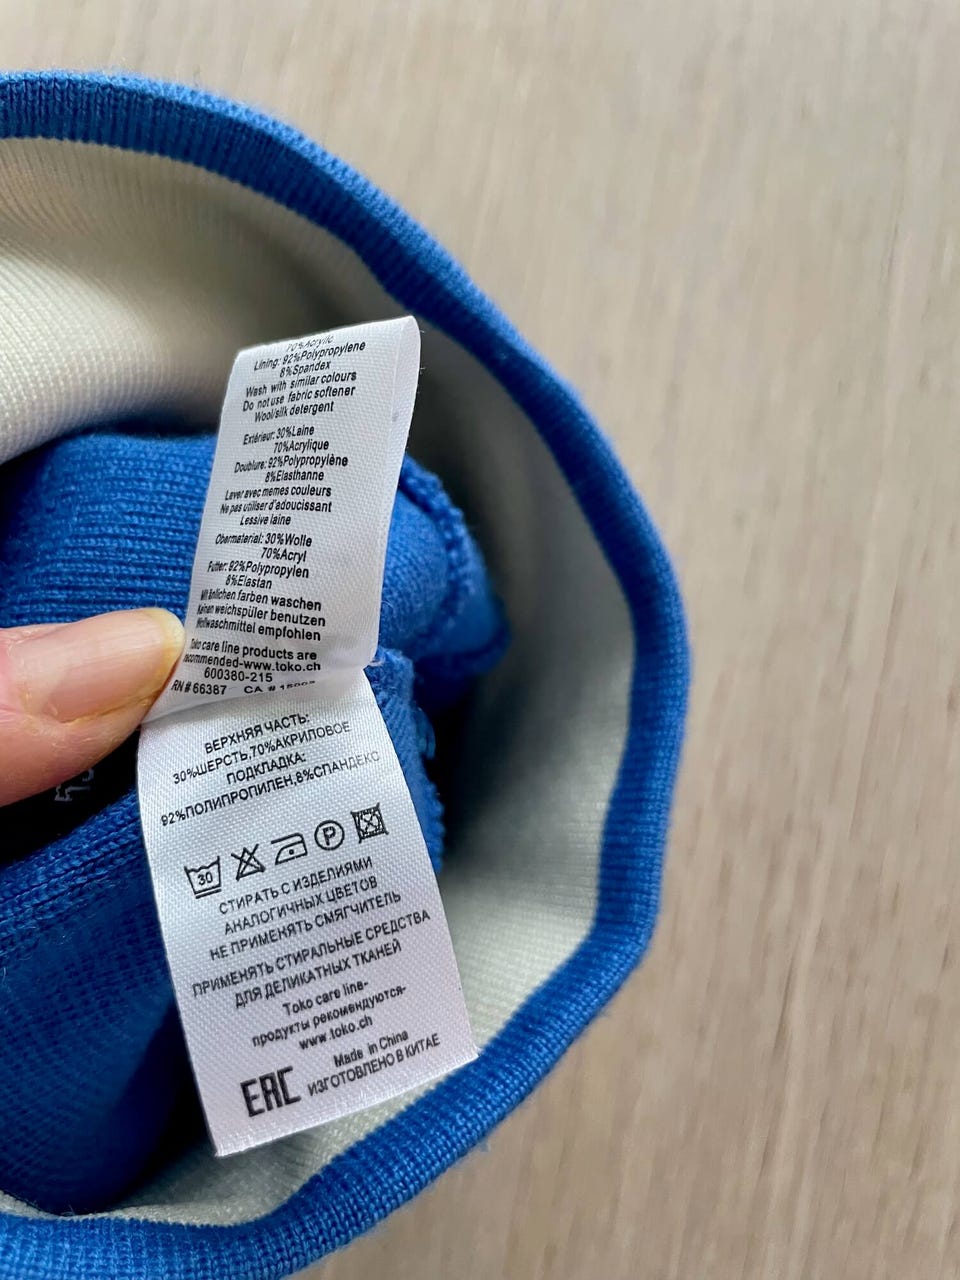 70%Acrylic
Lining: 92%Polypropylene
8%Spandex
Wash with similar colours
Do not use fabric softener
Wool/silk detergent
Extérieur: 30%Laine
70%Acrylique
Doublure: 92%Polypropylène
8%Elasthanne
Laver avec memes couleurs
Ne pas utiliser d'adoucissant
Lessive laine
Obermaterial: 30%Wolle
70%Acryl
Futter: 92%Polypropylen
8%Elastan
Mit änlichen farben waschen
Keinen weichspüler benutzen
Wollwaschmittel empfohlen
Toko care line products are
recommended-www.toko.ch
600380-215
RN # 66387 CA #
ВЕРХНЯЯ ЧАСТЬ:
30%ШЕРСТЬ,70%АКРИЛОВОЕ
ПОДКЛАДКА:
92%ПОЛИПРОПИЛЕН,8%СПАНДЕКС
30 P
СТИРАТЬ С ИЗДЕЛИЯМИ
АНАЛОГИЧНЫХ ЦВЕТОВ
НЕ ПРИМЕНЯТЬ СМЯГЧИТЕЛЬ
ПРИМЕНЯТЬ СТИРАЛЬНЫЕ СРЕДСТВА
ДЛЯ ДЕЛИКАТНЫХ ТКАНЕЙ
Toko care line-
продукты рекомендуются-
www.toko.ch
Made in China
EAC ИЗГОТОВЛЕНО В КИТАЕ